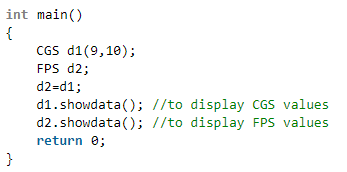 int main()
{
    CGS d1(9,10);
    FPS d2;
    d2=d1;
    d1.showdata(); //to display CGS values
    d2.showdata(); //to display FPS values
    return 0;
}